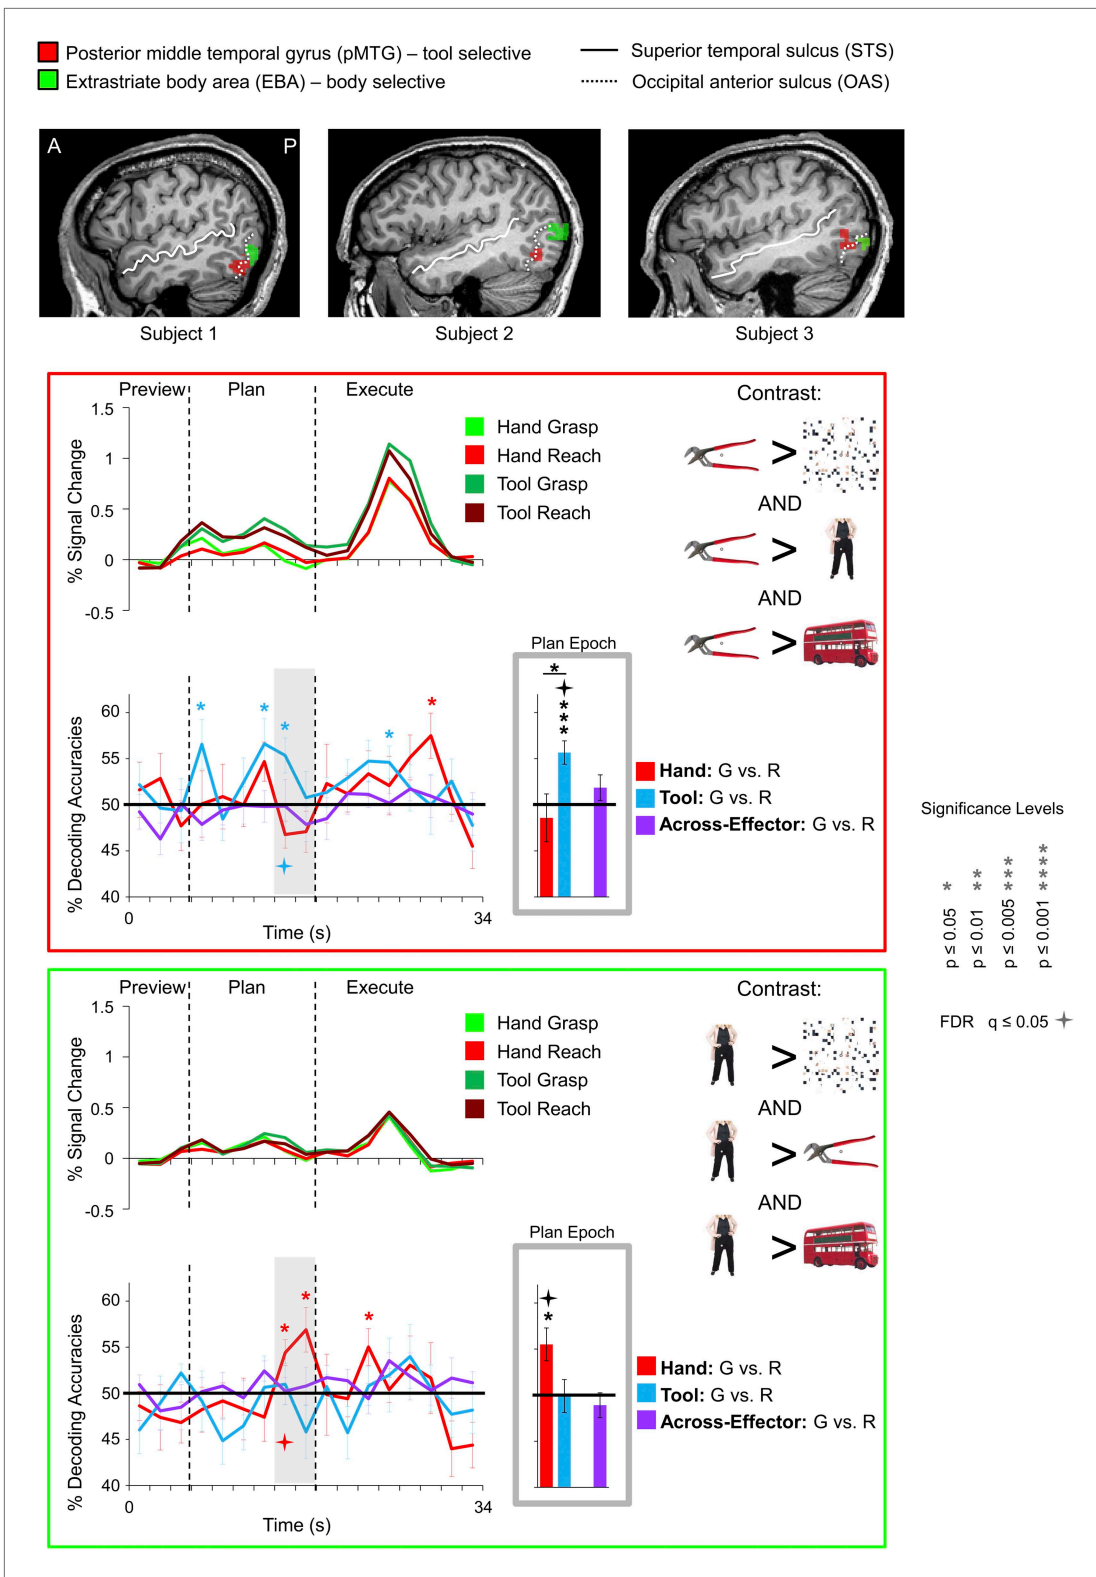 Posterior middle temporal gyrus (pMTG) – tool selective
Superior temporal sulcus (STS)
Extrastriate body area (EBA) – body selective
Occipital anterior sulcus (OAS)
A
P
Subject 1
Subject 2
Subject 3
Preview
Plan
Execute
Contrast:
1.5
1
0.5
0
-0.5
% Signal Change
Hand Grasp
Hand Reach
Tool Grasp
Tool Reach
>
AND
>
AND
>
Plan Epoch
*
***
60
55
50
45
40
% Decoding Accuracies
* * * * *
0
34
Time (s)
Hand: G vs. R
Tool: G vs. R
Across-Effector: G vs. R
Significance Levels
p ≤ 0.05 *
p ≤ 0.01 **
p ≤ 0.005 ***
p ≤ 0.001 ****
FDR q ≤ 0.05
Preview
Plan
Execute
Contrast:
1.5
1
0.5
0
-0.5
% Signal Change
Hand Grasp
Hand Reach
Tool Grasp
Tool Reach
>
AND
>
AND
>
Plan Epoch
*
60
55
50
45
40
% Decoding Accuracies
* * *
0
34
Time (s)
Hand: G vs. R
Tool: G vs. R
Across-Effector: G vs. R